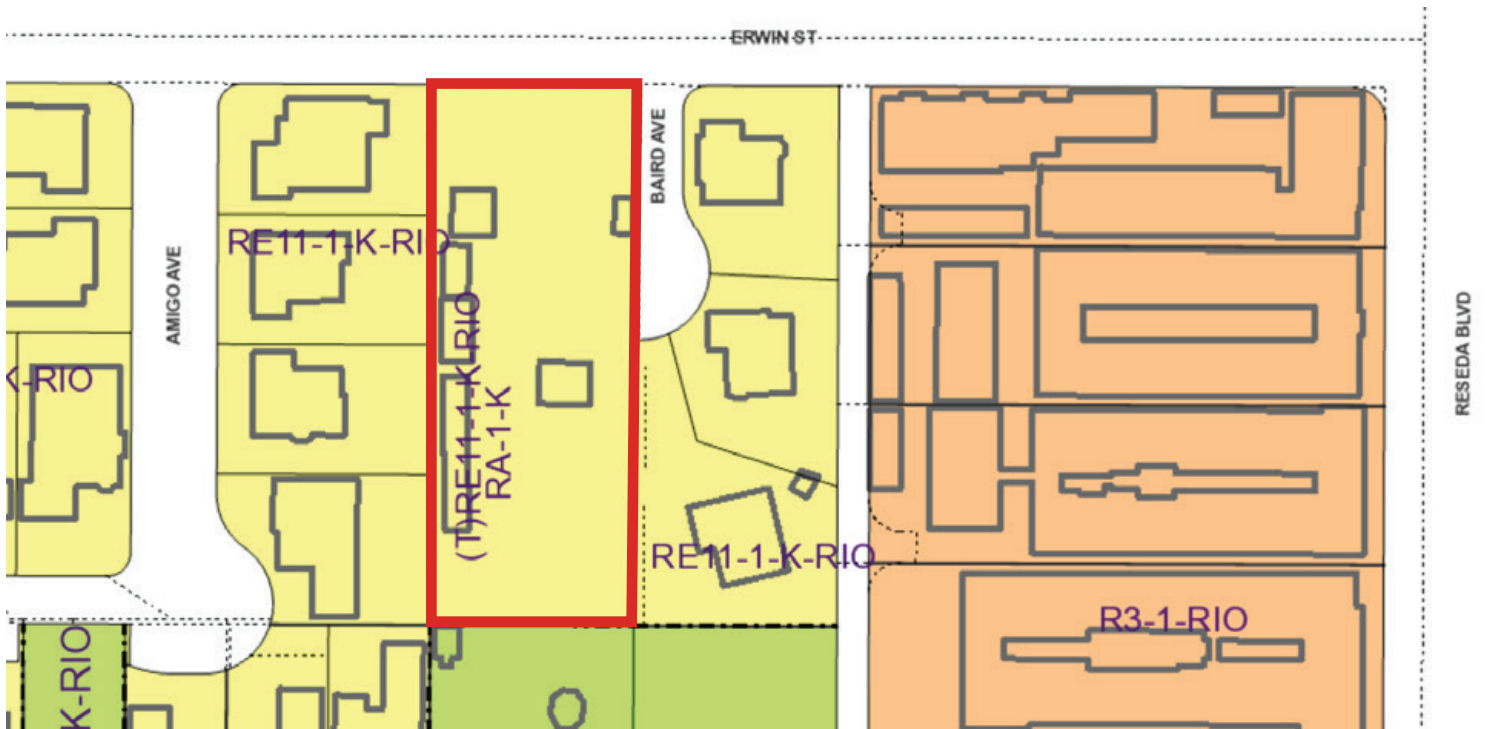 ERWIN ST
BAIRD AVE
RE11-1-K-RIO
AMIGO AVE
RESEDA BLVD
K-RIO
(T)RE11-1-K-RIO
RA-1-K
RE11-1-K-RIO
R3-1-RIO
K-RIO